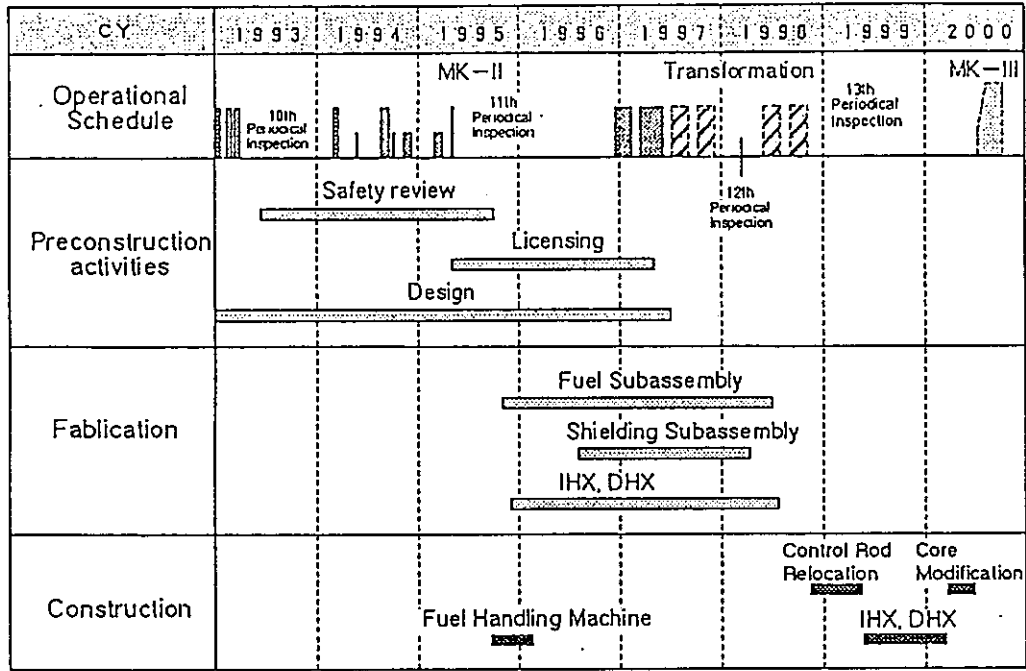 CY 1993 1994 1995 1996 1997 1990 1999 2000
Operational
Schedule
MK-II
Transformation
MK-III
10th
Periodical
Inspection
11th
Periodical
Inspection
12th
Periodical
Inspection
13th
Periodical
Inspection
Preconstruction
activities
Safety review
Licensing
Design
Fablication
Fuel Subassembly
Shielding Subassembly
IHX, DHX
Construction
Control Rod
Relocation
Core
Modification
Fuel Handling Machine
IHX, DHX